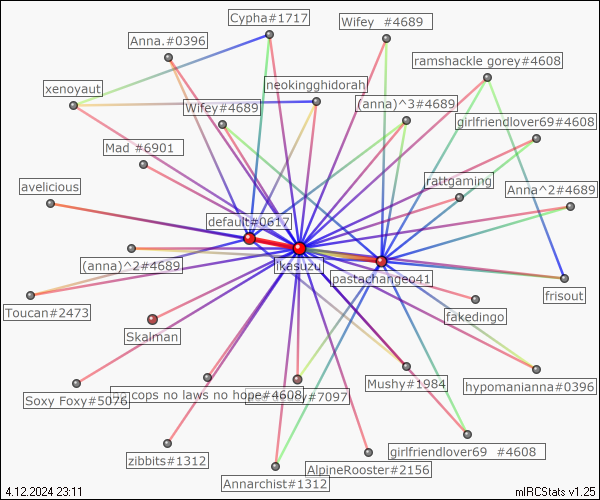 Cypha#1717
Wifey #4689
Anna.#0396
ramshackle gorey#4608
xenoyaut
neokingghidorah
Wifey#4689
(anna)^3#4689
girlfriendlover69#4608
Mad #6901
rattgaming
avelicious
Anna^2#4689
default#0617
(anna)^2#4689
ikasuzu
pastachangeo41
frisout
Toucan#2473
fakedingo
Skalman
Mushy#1984
hypomanianna#0396
Soxy Foxy#5076
cops no laws no hope#4608
#7097
zibbits#1312
girlfriendlover69 #4608
Annarchist#1312
AlpineRooster#2156
4.12.2024 23:11
mIRCStats v1.25